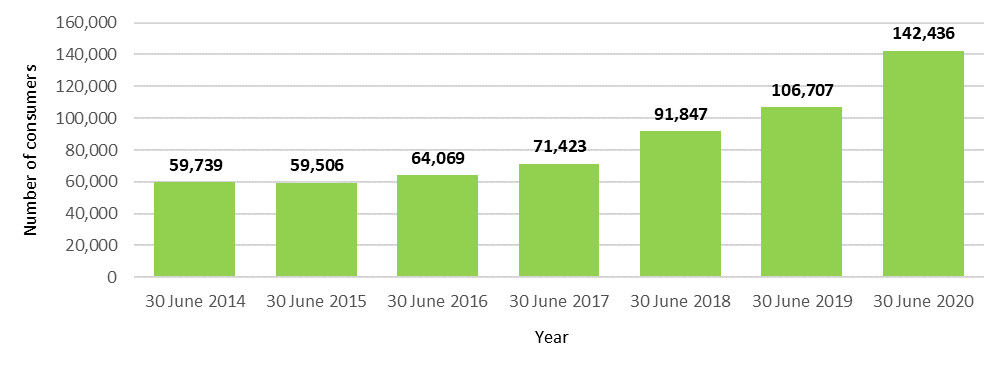 160,000
140,000
120,000
100,000
80,000
60,000
40,000
20,000
0
Number of consumers
59,739
59,506
64,069
71,423
91,847
106,707
142,436
30 June 2014
30 June 2015
30 June 2016
30 June 2017
30 June 2018
30 June 2019
30 June 2020
Year